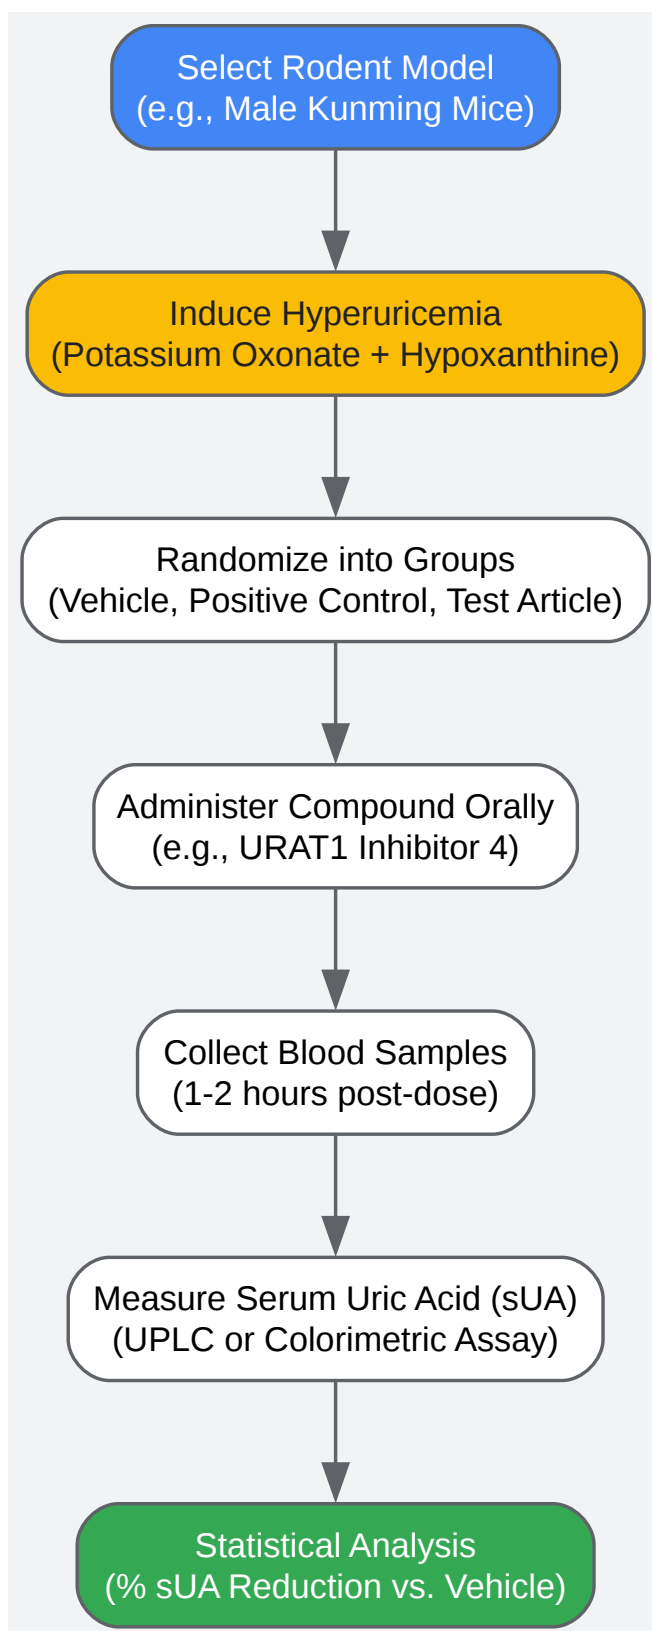 Select Rodent Model
(e.g., Male Kunming Mice)
Induce Hyperuricemia
(Potassium Oxonate + Hypoxanthine)
Randomize into Groups
(Vehicle, Positive Control, Test Article)
Administer Compound Orally
(e.g., URAT1 Inhibitor 4)
Collect Blood Samples
(1-2 hours post-dose)
Measure Serum Uric Acid (sUA)
(UPLC or Colorimetric Assay)
Statistical Analysis
(% sUA Reduction vs. Vehicle)